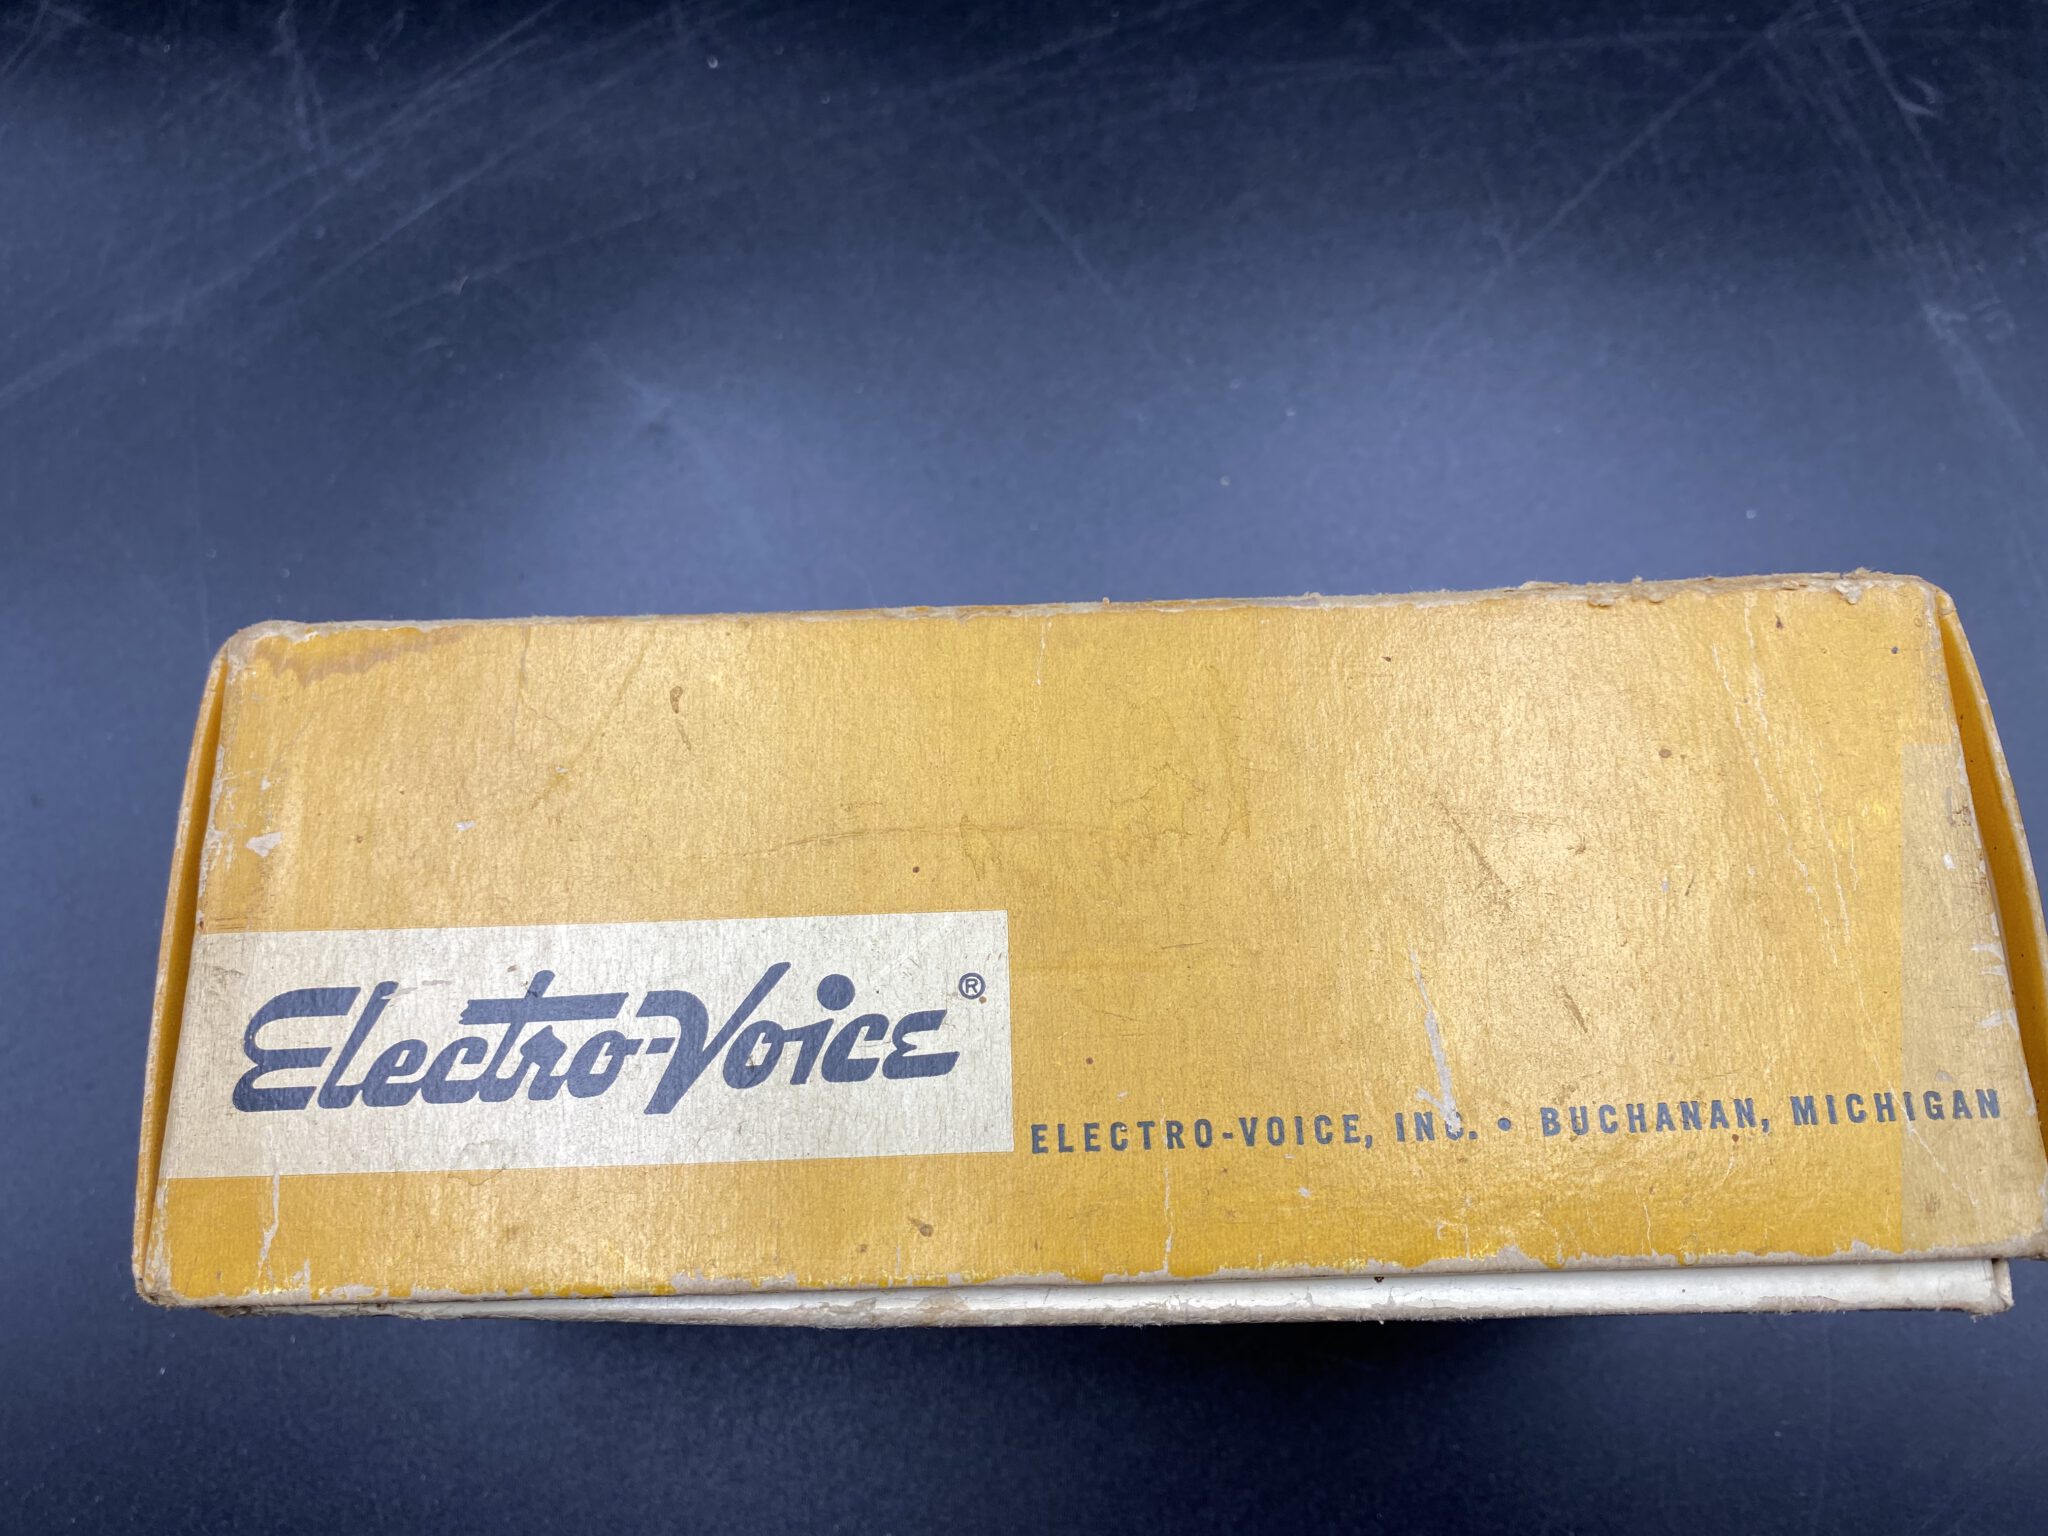 Electro-Voice®
ELECTRO-VOICE, INC. • BUCHANAN, MICHIGAN